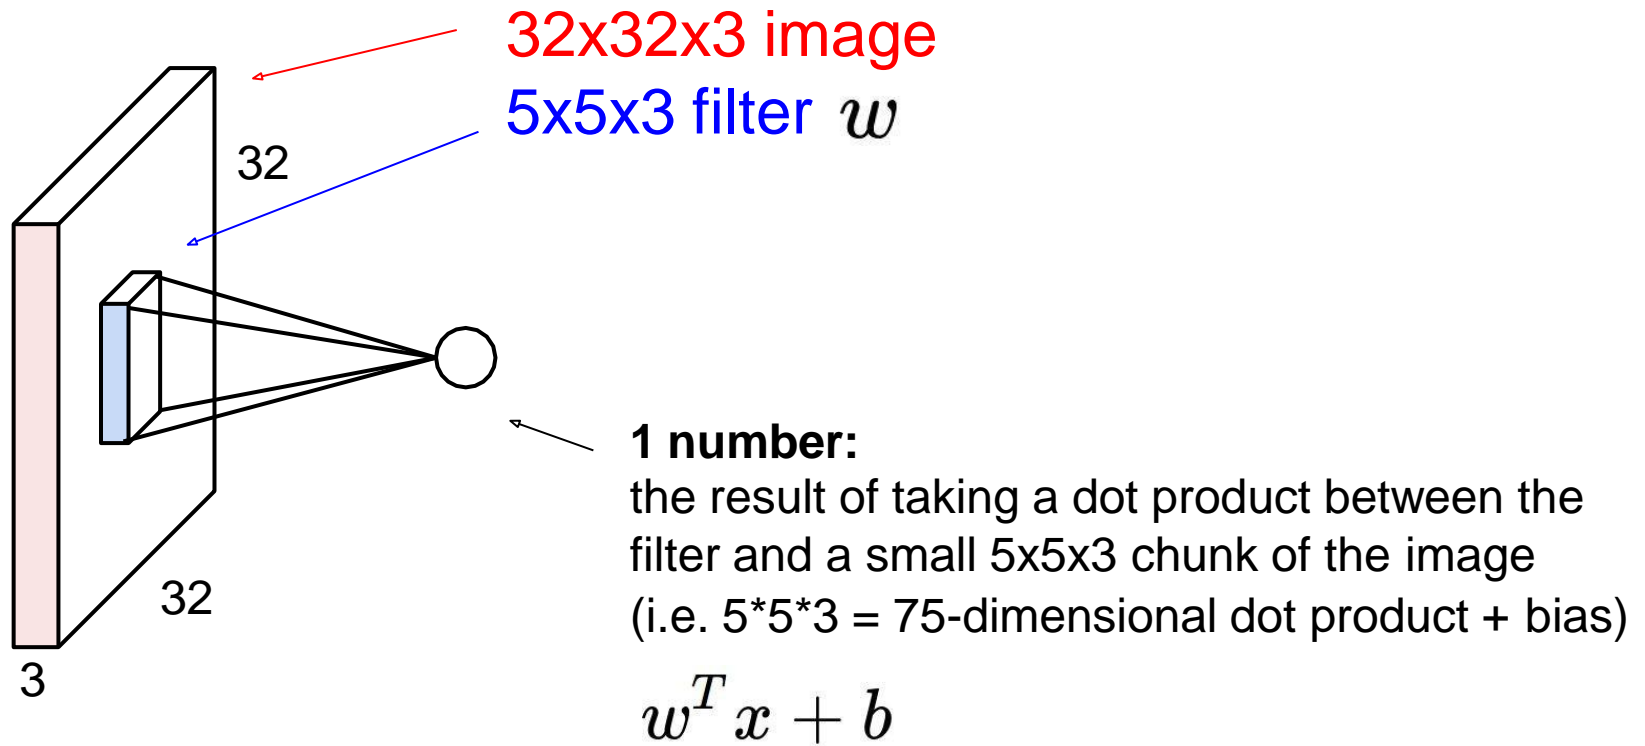 32x32x3 image
5x5x3 filter w
32
32
3
1 number:
the result of taking a dot product between the
filter and a small 5x5x3 chunk of the image
(i.e. 5*5*3 = 75-dimensional dot product + bias)
w^T x + b